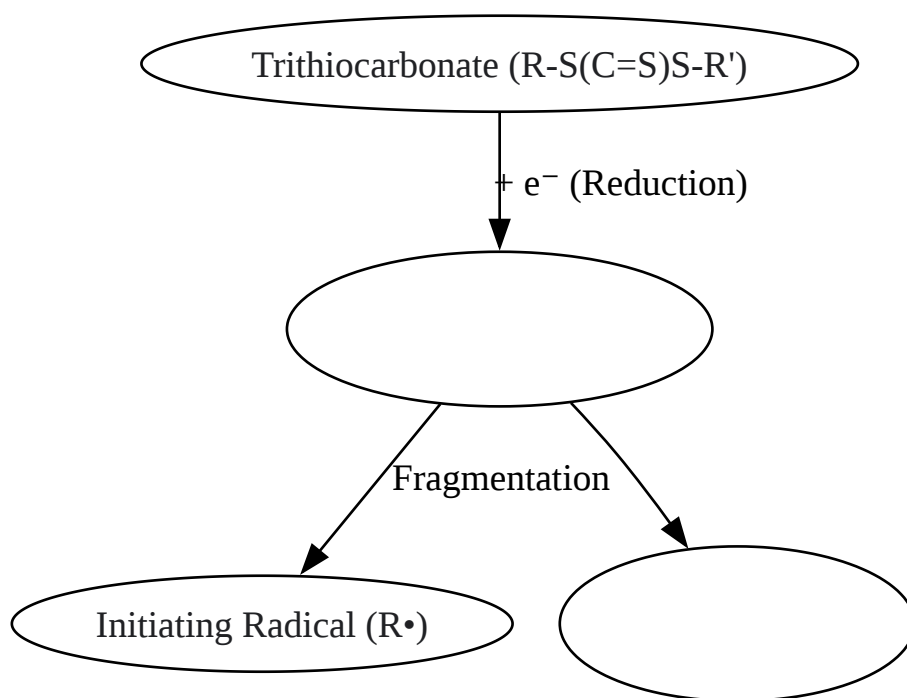 Trithiocarbonate (R-S(C=S)S-R')
+ e⁻ (Reduction)
Fragmentation
Initiating Radical (R•)